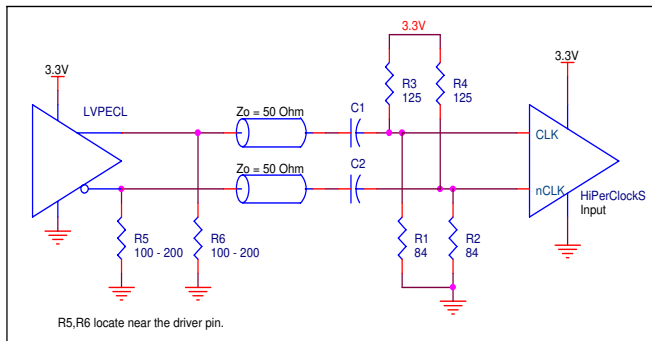 3.3V
3.3V
3.3V
LVPECL
Zo = 50 Ohm
C1
R3
125
R4
125
CLK
Zo = 50 Ohm
C2
nCLK
HiPerClockS
Input
R5
100 - 200
R6
100 - 200
R1
84
R2
84
R5,R6 locate near the driver pin.